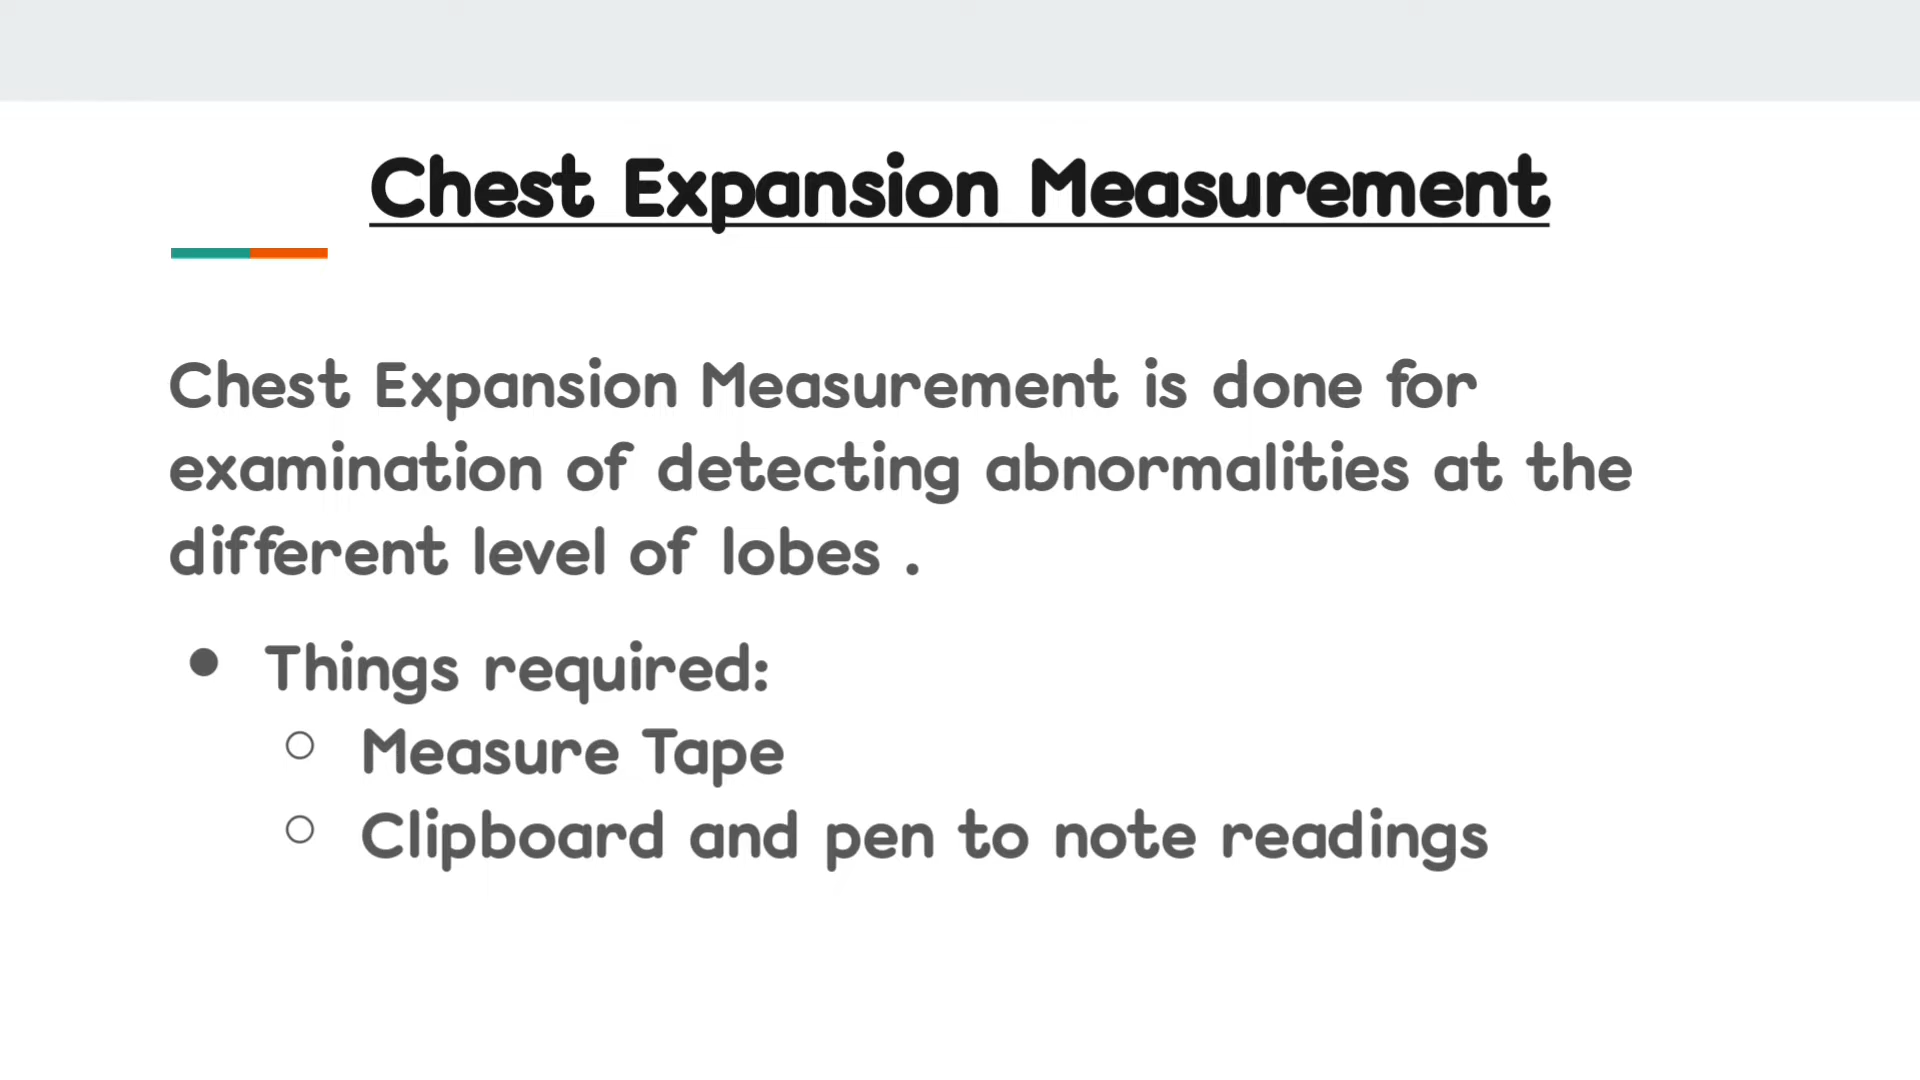 Chest Expansion Measurement
Chest Expansion Measurement is done for
examination of detecting abnormalities at the
different level of lobes .
● Things required:
○ Measure Tape
○ Clipboard and pen to note readings